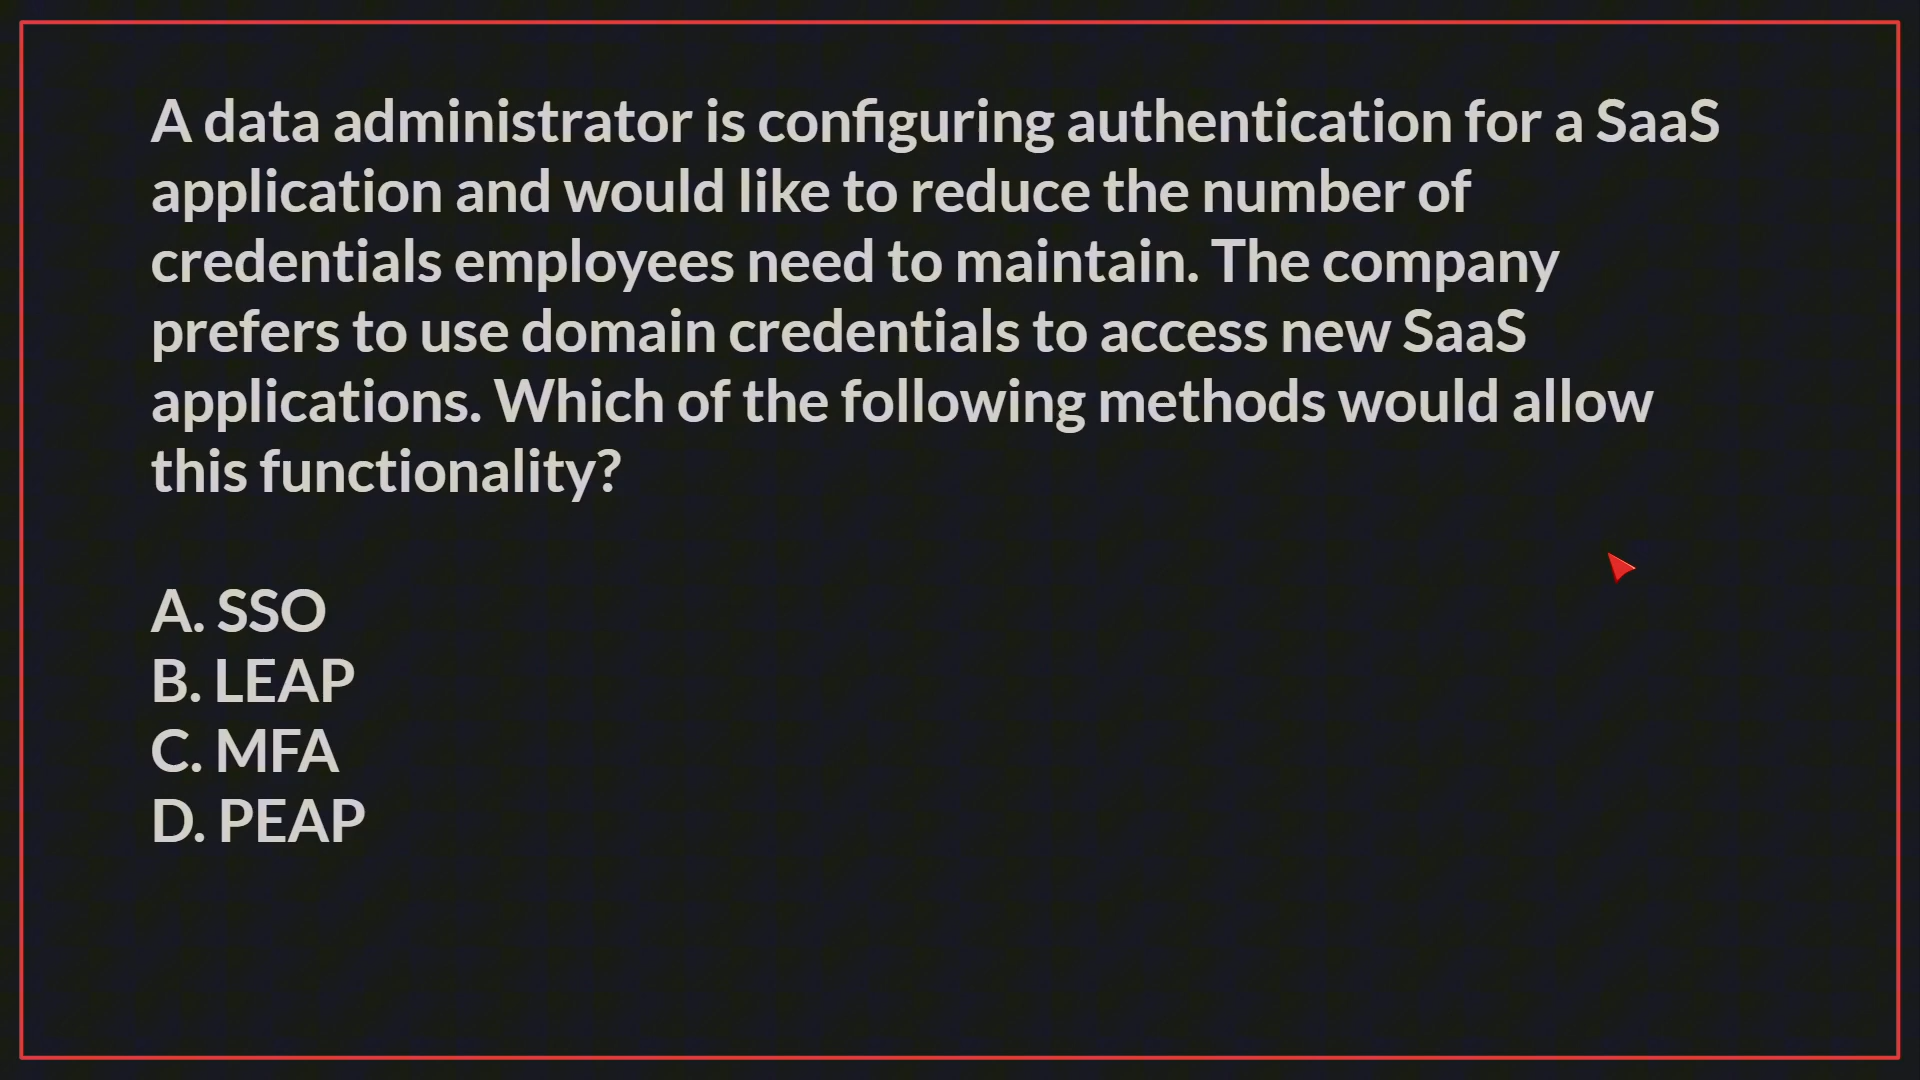 A data administrator is configuring authentication for a SaaS
application and would like to reduce the number of
credentials employees need to maintain. The company
prefers to use domain credentials to access new SaaS
applications. Which of the following methods would allow
this functionality?
A. SSO
B. LEAP
C. MFA
D. PEAP